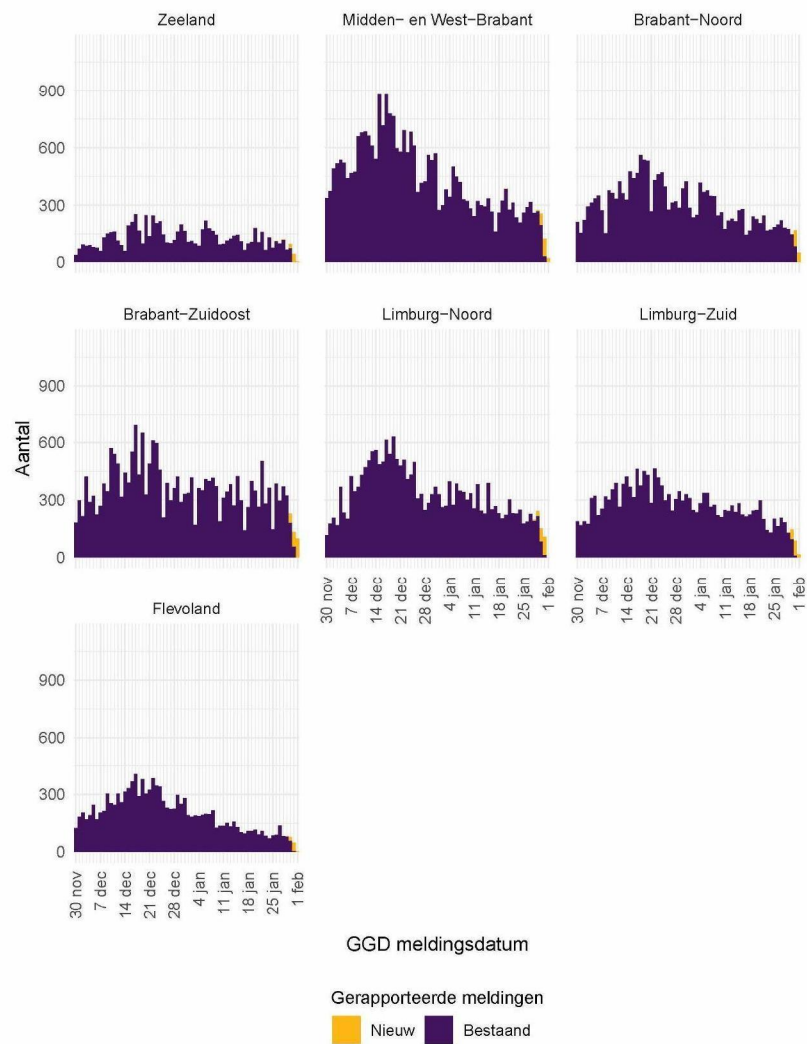 Zeeland
Midden- en West-Brabant
Brabant-Noord
900
600
300
0
Brabant-Zuidoost
Limburg-Noord
Limburg-Zuid
Aantal
900
600
300
0
30 nov
7 dec
14 dec
21 dec
28 dec
4 jan
11 jan
18 jan
25 jan
1 feb
30 nov
7 dec
14 dec
21 dec
28 dec
4 jan
11 jan
18 jan
25 jan
1 feb
Flevoland
900
600
300
0
30 nov
7 dec
14 dec
21 dec
28 dec
4 jan
11 jan
18 jan
25 jan
1 feb
GGD meldingsdatum
Gerapporteerde meldingen
Nieuw Bestaand